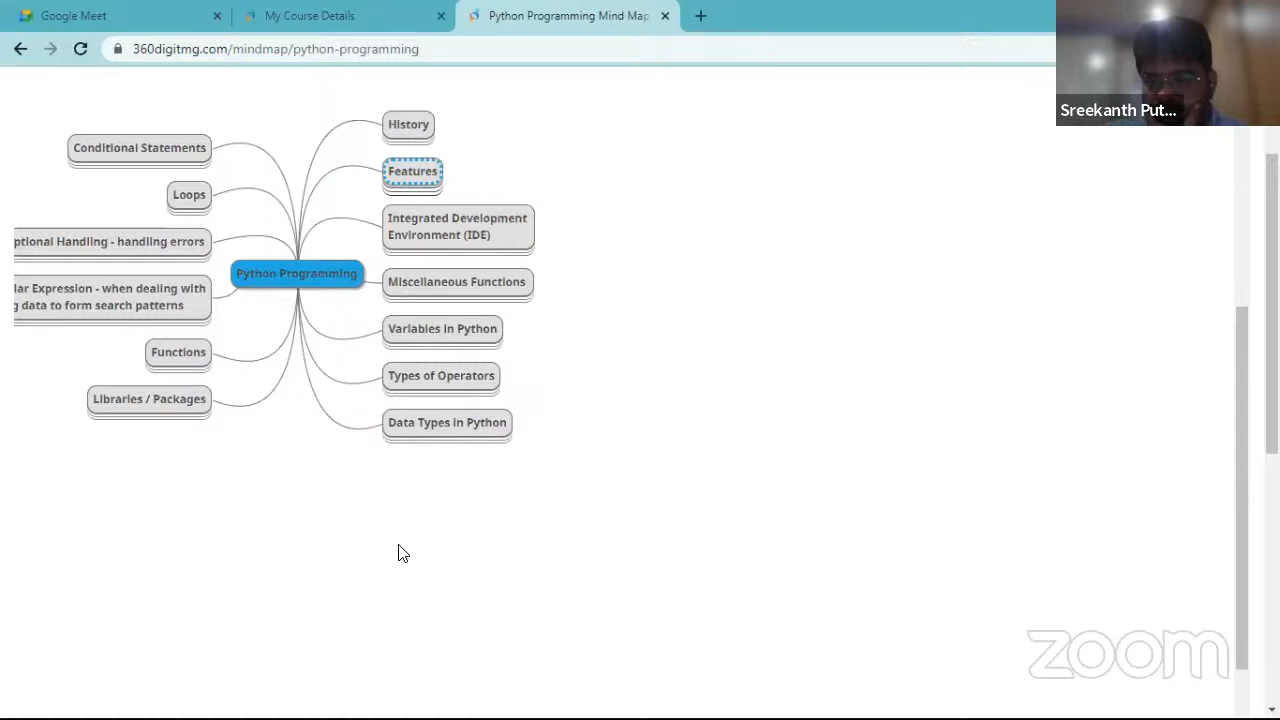 Google Meet
My Course Details
Python Programming Mind Map
360digitmg.com/mindmap/python-programming
Sreekanth Put...
History
Conditional Statements
Features
Loops
Integrated Development
Environment (IDE)
ptional Handling - handling errors
Python Programming
Miscellaneous Functions
lar Expression - when dealing with
g data to form search patterns
Variables in Python
Functions
Types of Operators
Libraries / Packages
Data Types in Python
zoom